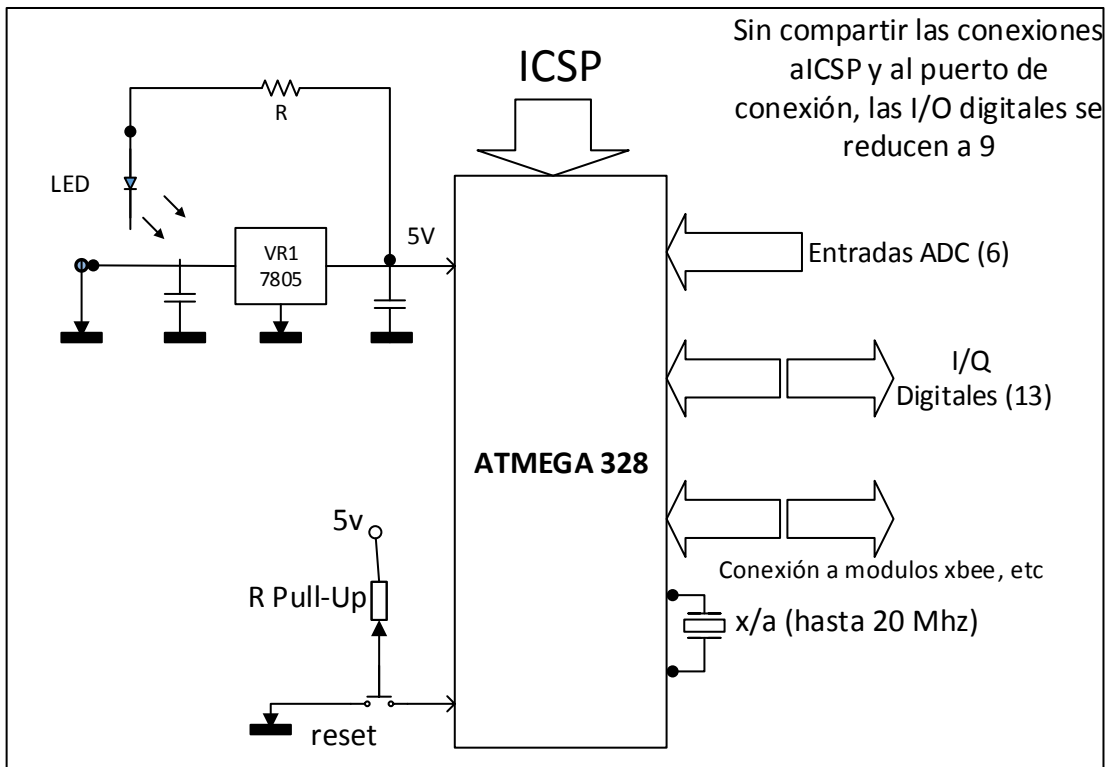 Sin compartir las conexiones
aICSP y al puerto de
conexión, las I/O digitales se
reducen a 9
ICSP
R
LED
VR1
7805
5V
Entradas ADC (6)
I/Q
Digitales (13)
ATMEGA 328
5v
R Pull-Up
Conexión a modulos xbee, etc
x/a (hasta 20 Mhz)
reset